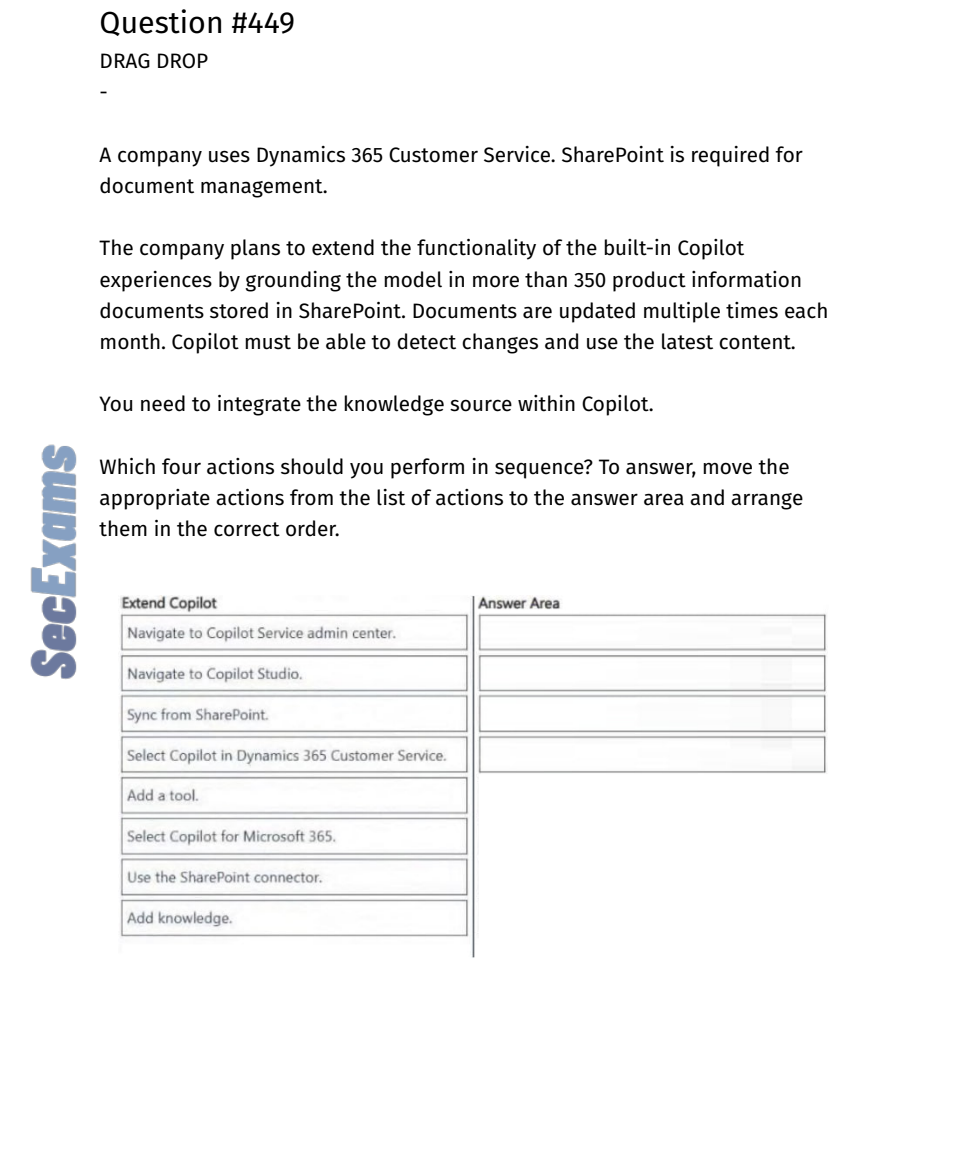 Question #449
DRAG DROP
-
A company uses Dynamics 365 Customer Service. SharePoint is required for
document management.
The company plans to extend the functionality of the built-in Copilot
experiences by grounding the model in more than 350 product information
documents stored in SharePoint. Documents are updated multiple times each
month. Copilot must be able to detect changes and use the latest content.
You need to integrate the knowledge source within Copilot.
Which four actions should you perform in sequence? To answer, move the
appropriate actions from the list of actions to the answer area and arrange
them in the correct order.
SecExams
Extend Copilot
Navigate to Copilot Service admin center.
Navigate to Copilot Studio.
Sync from SharePoint.
Select Copilot in Dynamics 365 Customer Service.
Add a tool.
Select Copilot for Microsoft 365.
Use the SharePoint connector.
Add knowledge.
Answer Area